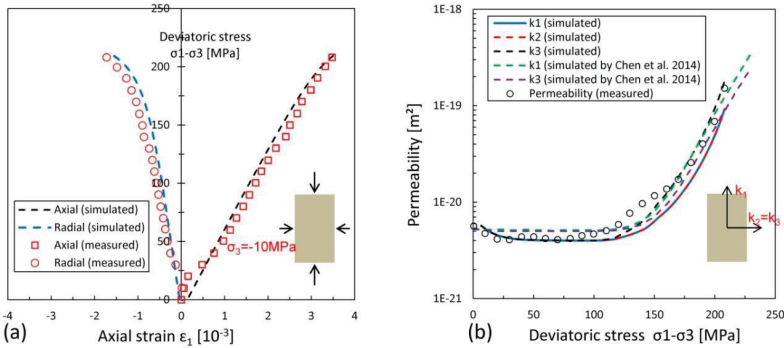 250
Deviatoric stress
σ1-σ3 [MPa]
200
150
100
50
0
Axial (simulated)
Radial (simulated)
Axial (measured)
Radial (measured)
σ3=-10MPa
-4 -3 -2 -1 0 1 2 3 4
(a) Axial strain ε1 [10-3]
1E-18
1E-19
1E-20
1E-21
Permeability [m²]
k1 (simulated)
k2 (simulated)
k3 (simulated)
k1 (simulated by Chen et al. 2014)
k3 (simulated by Chen et al. 2014)
Permeability (measured)
k1
k2=k3
0 50 100 150 200 250
(b) Deviatoric stress σ1-σ3 [MPa]